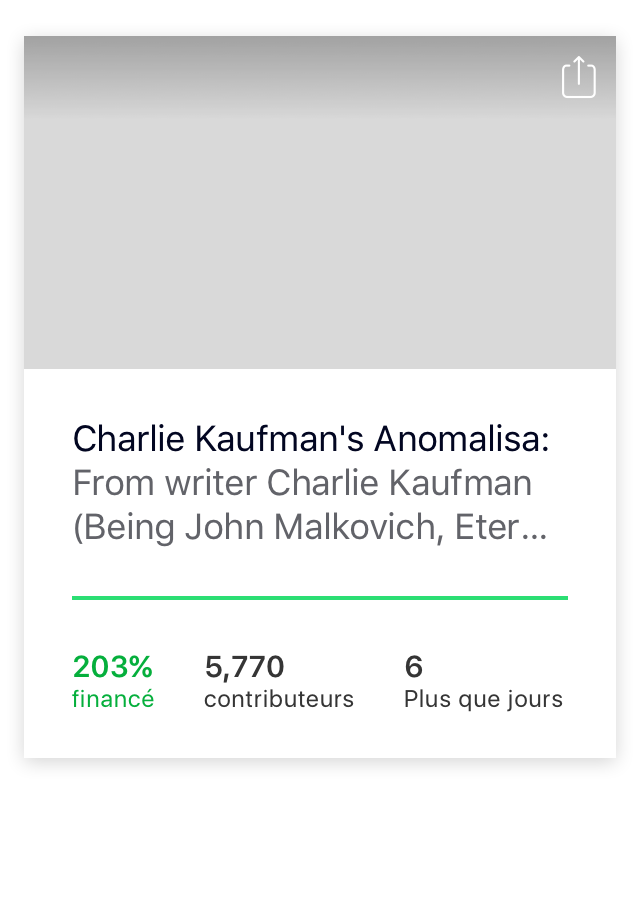 Charlie Kaufman's Anomalisa:
From writer Charlie Kaufman
(Being John Malkovich, Eter...
203%
financé
5,770
contributeurs
6
Plus que jours